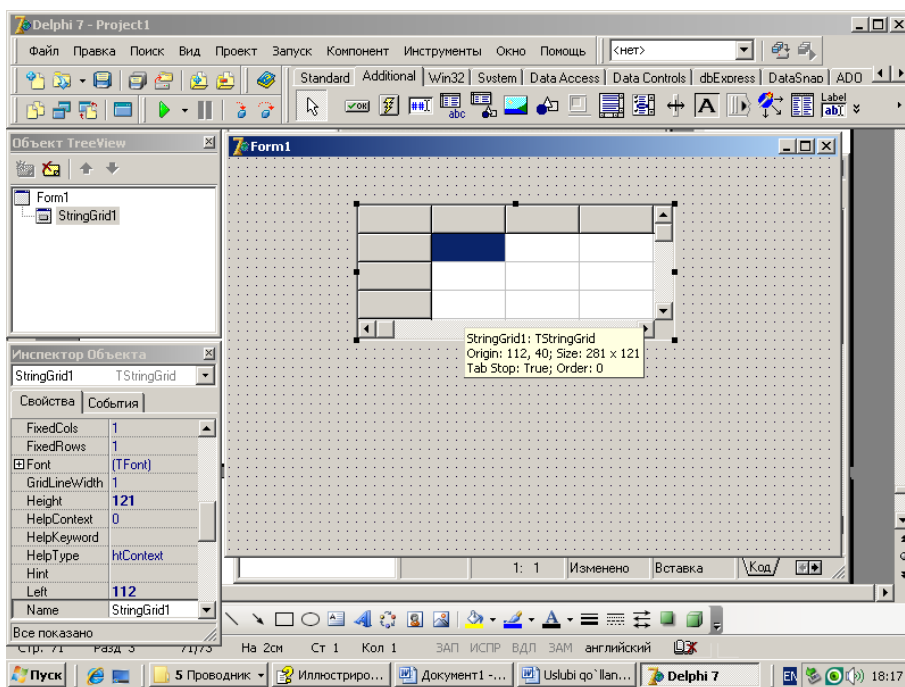 Delphi 7 - Project1
Файл Правка Поиск Вид Проект Запуск Компонент Инструменты Окно Помощь <нет>
Standard Additional Win32 System Data Access Data Controls dbExpress DataSnap ADO
OK abc A Label abI
Объект TreeView
Form1
StringGrid1
Form1
StringGrid1: TStringGrid
Origin: 112, 40; Size: 281 x 121
Tab Stop: True; Order: 0
Инспектор Объекта
StringGrid1 TStringGrid
Свойства События
FixedCols 1
FixedRows 1
Font (TFont)
GridLineWidth 1
Height 121
HelpContext 0
HelpKeyword
HelpType htContext
Hint
Left 112
Name StringGrid1
Все показано
1: 1 Изменено Вставка Код
Стр. 71 Разд 3 71/73 На 2см Ст 1 Кол 1 ЗАП ИСПР ВДЛ ЗАМ английский
Пуск 5 Проводник Иллюстриро... Документ1 -... Uslubi qo`llan... Delphi 7 EN 18:17